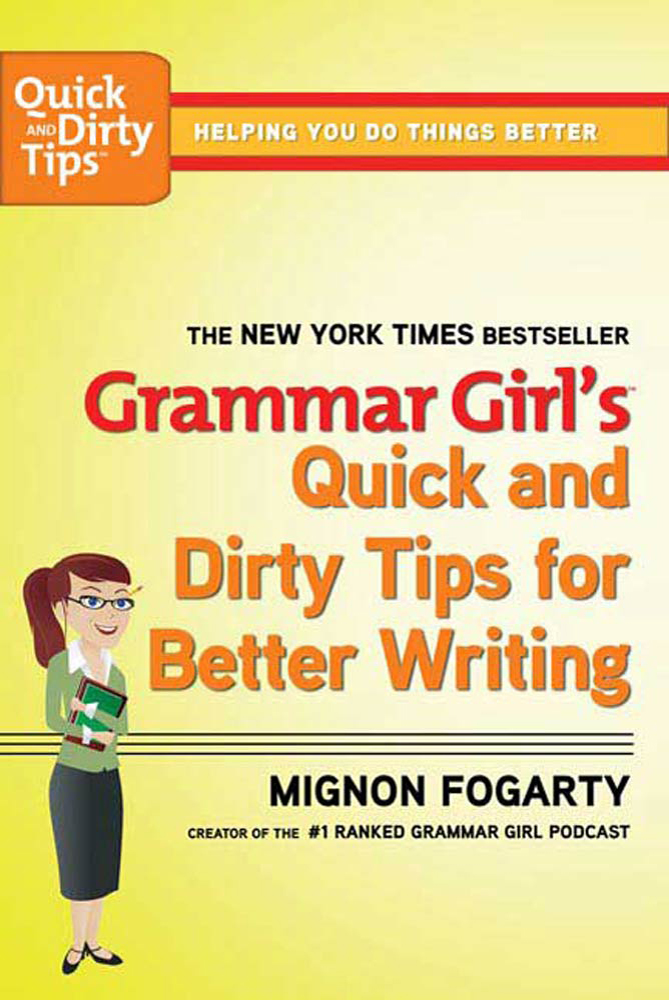 Quick
AND Dirty
Tips™
HELPING YOU DO THINGS BETTER
THE NEW YORK TIMES BESTSELLER
Grammar Girl's™
Quick and
Dirty Tips for
Better Writing
MIGNON FOGARTY
CREATOR OF THE #1 RANKED GRAMMAR GIRL PODCAST